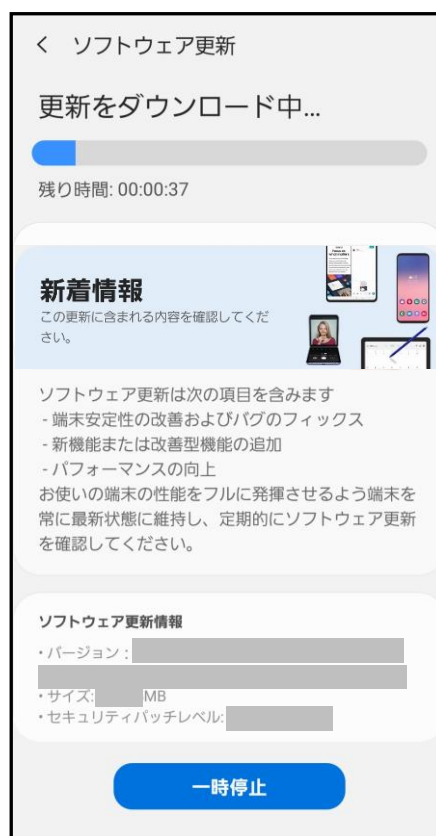 < ソフトウェア更新
更新をダウンロード中...
残り時間: 00:00:37
新着情報
この更新に含まれる内容を確認してくだ
さい。
ソフトウェア更新は次の項目を含みます
- 端末安定性の改善およびバグのフィックス
- 新機能または改善型機能の追加
- パフォーマンスの向上
お使いの端末の性能をフルに発揮させるよう端末を
常に最新状態に維持し、定期的にソフトウェア更新
を確認してください。
ソフトウェア更新情報
・バージョン :
・サイズ: MB
・セキュリティパッチレベル:
一時停止